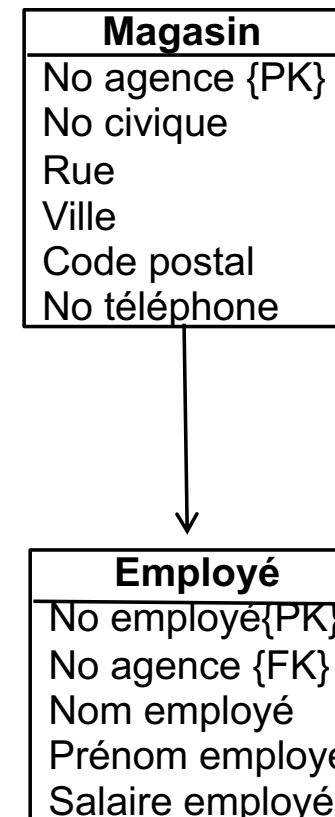 Magasin
No agence {PK}
No civique
Rue
Ville
Code postal
No téléphone
Employé
No employé{PK}
No agence {FK}
Nom employé
Prénom employé
Salaire employé